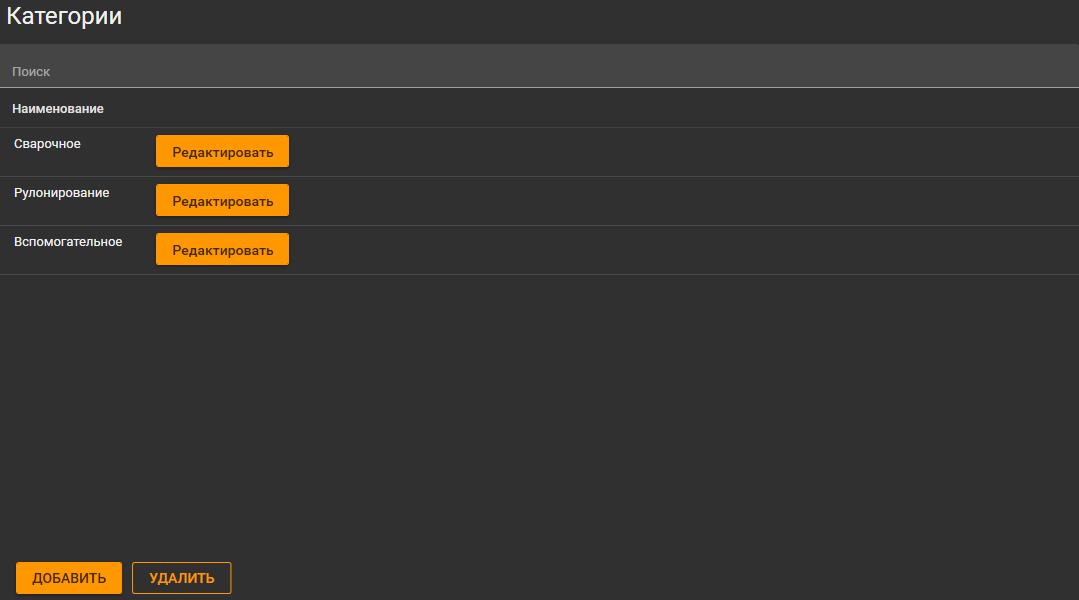 Категории
Поиск
Наименование
Сварочное
Редактировать
Рулонирование
Редактировать
Вспомогательное
Редактировать
ДОБАВИТЬ
УДАЛИТЬ